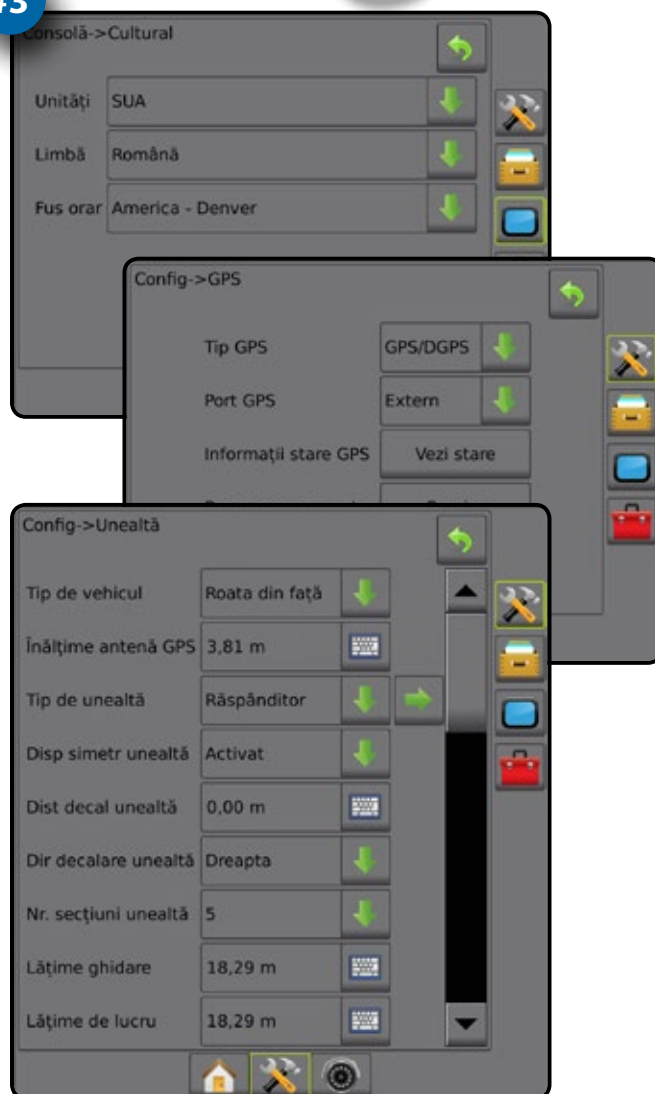 #3
Consolă->Cultural
Unități SUA
Limbă Română
Fus orar America - Denver
Config->GPS
Tip GPS GPS/DGPS
Port GPS Extern
Informații stare GPS Vezi stare
Config->Unealtă
Tip de vehicul Roata din față
Înălțime antenă GPS 3,81 m
Tip de unealtă Răspânditor
Disp simetr unealtă Activat
Dist decal unealtă 0,00 m
Dir decalare unealtă Dreapta
Nr. secțiuni unealtă 5
Lățime ghidare 18,29 m
Lățime de lucru 18,29 m